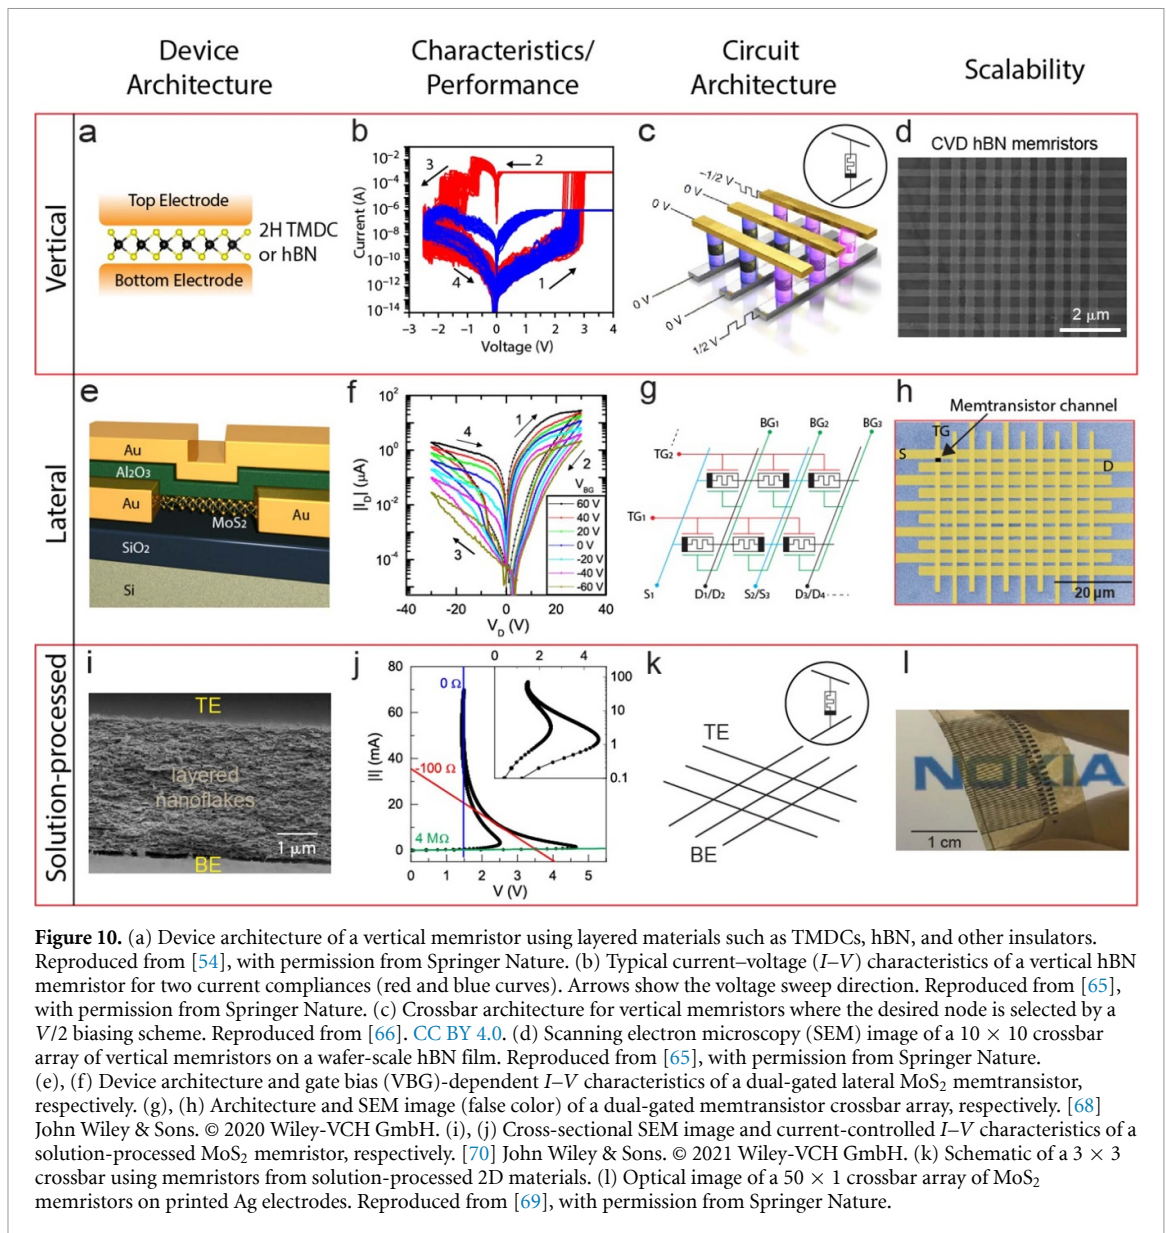 Device Architecture
Characteristics/ Performance
Circuit Architecture
Scalability
Vertical
a
Top Electrode
2H TMDC or hBN
Bottom Electrode
b
Current (A)
10⁻²
10⁻⁴
10⁻⁶
10⁻⁸
10⁻¹⁰
10⁻¹²
10⁻¹⁴
3
2
4
1
−3 −2 −1 0 1 2 3 4
Voltage (V)
c
−1/2 V
0 V
0 V
0 V
0 V
1/2 V
d
CVD hBN memristors
2 μm
Lateral
e
Au
Al₂O₃
Au
MoS₂
Au
SiO₂
Si
f
|I_D| (μA)
10²
10⁰
10⁻²
10⁻⁴
4
1
2
3
V_BG
60 V
40 V
20 V
0 V
-20 V
-40 V
-60 V
-40 -20 0 20 40
V_D (V)
g
BG₁ BG₂ BG₃
TG₂
TG₁
S₁ D₁/D₂ S₂/S₃ D₃/D₄
h
Memtransistor channel
TG
S
D
20 μm
Solution-processed
i
TE
layered nanoflakes
1 μm
BE
j
|I| (mA)
80
60
40
20
0
0 Ω
-100 Ω
4 MΩ
0 2 4
100
10
1
0.1
0 1 2 3 4 5
V (V)
k
TE
BE
l
NOKIA
1 cm
Figure 10. (a) Device architecture of a vertical memristor using layered materials such as TMDCs, hBN, and other insulators.
Reproduced from [54], with permission from Springer Nature. (b) Typical current–voltage (I–V) characteristics of a vertical hBN
memristor for two current compliances (red and blue curves). Arrows show the voltage sweep direction. Reproduced from [65],
with permission from Springer Nature. (c) Crossbar architecture for vertical memristors where the desired node is selected by a
V/2 biasing scheme. Reproduced from [66]. CC BY 4.0. (d) Scanning electron microscopy (SEM) image of a 10 × 10 crossbar
array of vertical memristors on a wafer-scale hBN film. Reproduced from [65], with permission from Springer Nature.
(e), (f) Device architecture and gate bias (VBG)-dependent I–V characteristics of a dual-gated lateral MoS₂ memtransistor,
respectively. (g), (h) Architecture and SEM image (false color) of a dual-gated memtransistor crossbar array, respectively. [68]
John Wiley & Sons. © 2020 Wiley-VCH GmbH. (i), (j) Cross-sectional SEM image and current-controlled I–V characteristics of a
solution-processed MoS₂ memristor, respectively. [70] John Wiley & Sons. © 2021 Wiley-VCH GmbH. (k) Schematic of a 3 × 3
crossbar using memristors from solution-processed 2D materials. (l) Optical image of a 50 × 1 crossbar array of MoS₂
memristors on printed Ag electrodes. Reproduced from [69], with permission from Springer Nature.